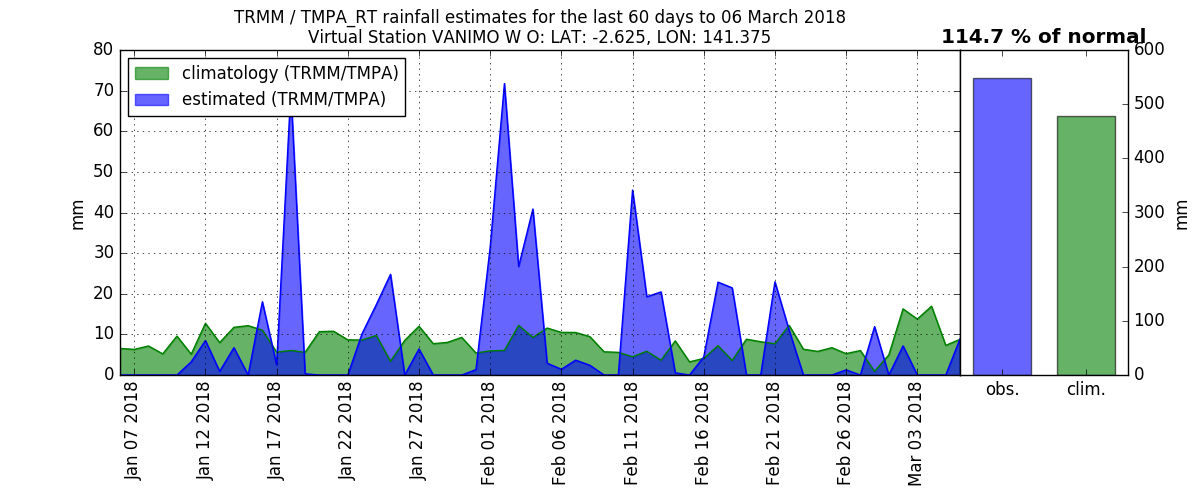 TRMM / TMPA_RT rainfall estimates for the last 60 days to 06 March 2018
Virtual Station VANIMO W O: LAT: -2.625, LON: 141.375
114.7 % of normal
climatology (TRMM/TMPA)
estimated (TRMM/TMPA)
80
70
60
50
40
30
20
10
0
mm
Jan 07 2018
Jan 12 2018
Jan 17 2018
Jan 22 2018
Jan 27 2018
Feb 01 2018
Feb 06 2018
Feb 11 2018
Feb 16 2018
Feb 21 2018
Feb 26 2018
Mar 03 2018
600
500
400
300
200
100
0
mm
obs.
clim.